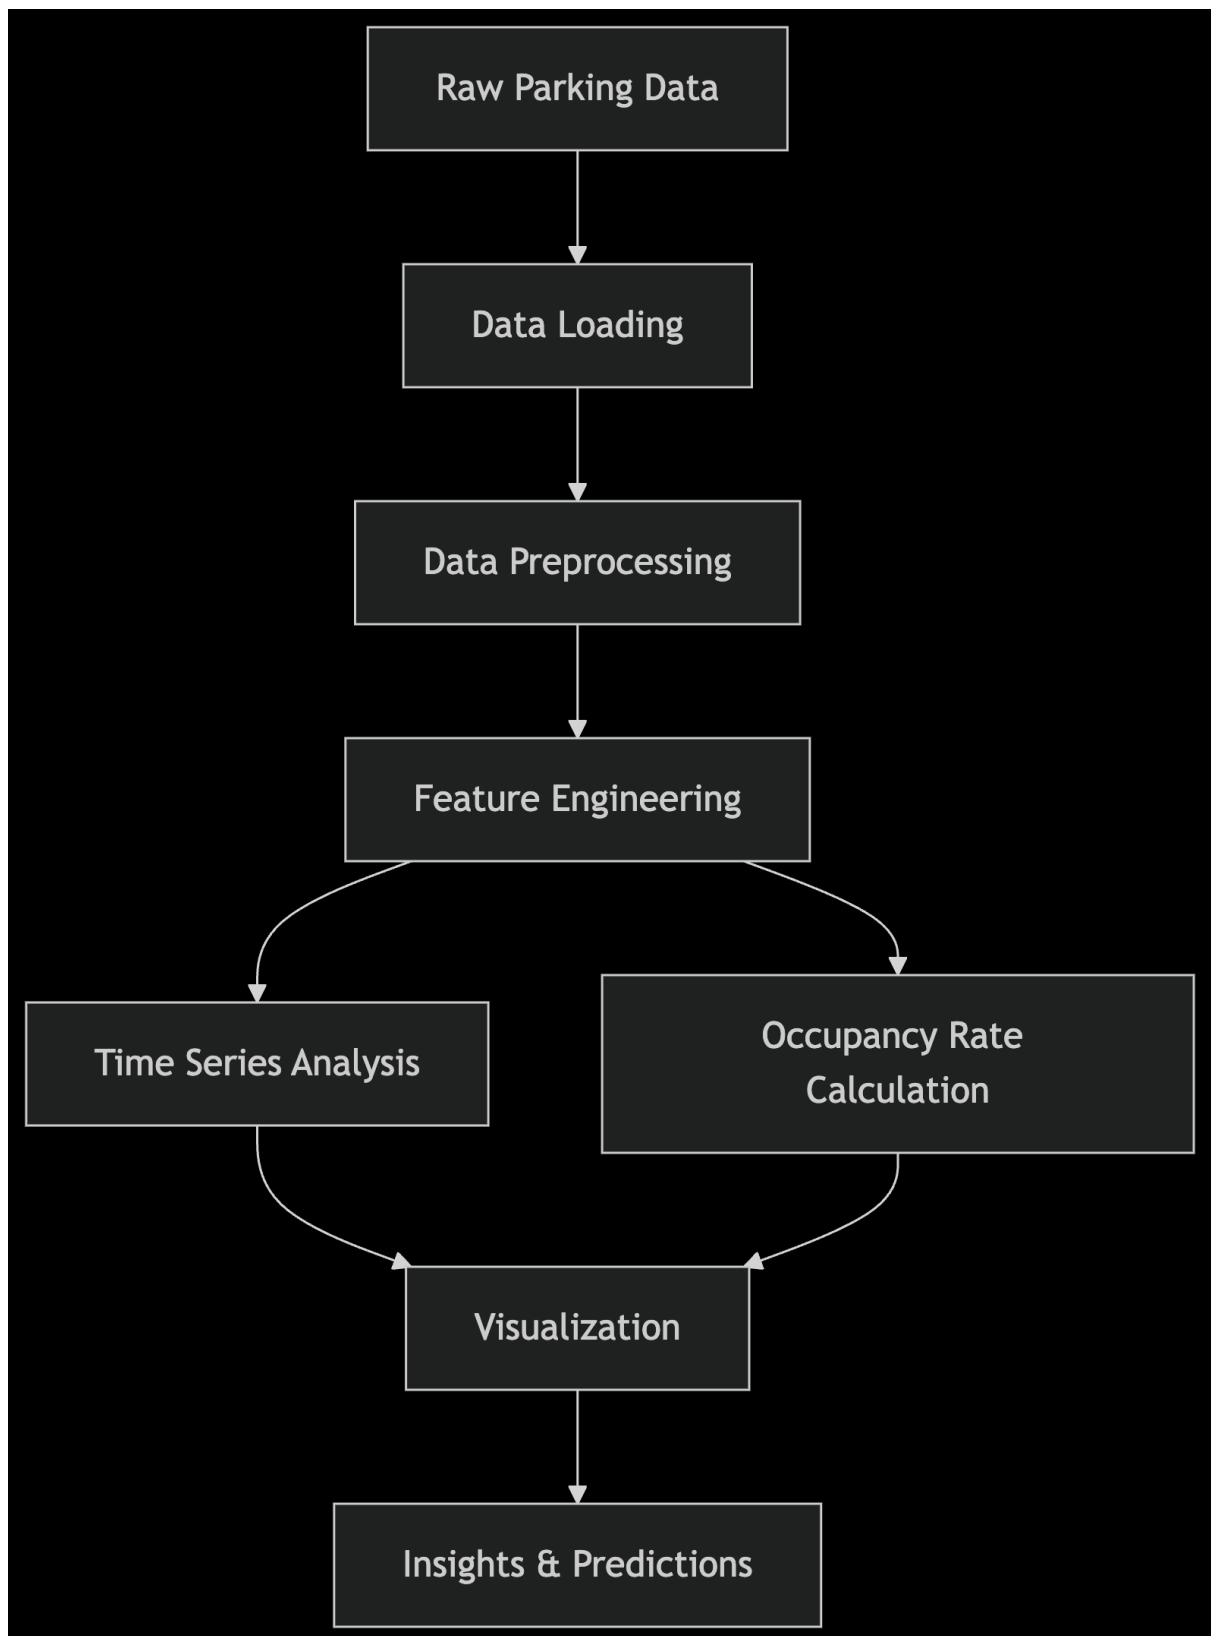 Raw Parking Data
Data Loading
Data Preprocessing
Feature Engineering
Time Series Analysis
Occupancy Rate
Calculation
Visualization
Insights & Predictions